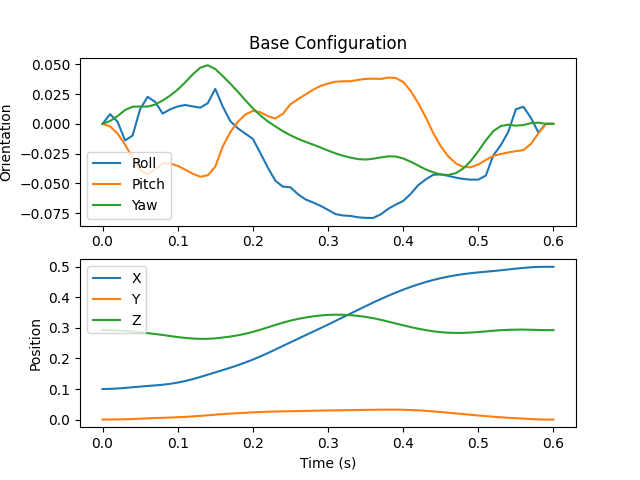 Base Configuration
Orientation
0.050
0.025
0.000
−0.025
−0.050
−0.075
Roll
Pitch
Yaw
0.0 0.1 0.2 0.3 0.4 0.5 0.6
Position
0.5
0.4
0.3
0.2
0.1
0.0
X
Y
Z
0.0 0.1 0.2 0.3 0.4 0.5 0.6
Time (s)